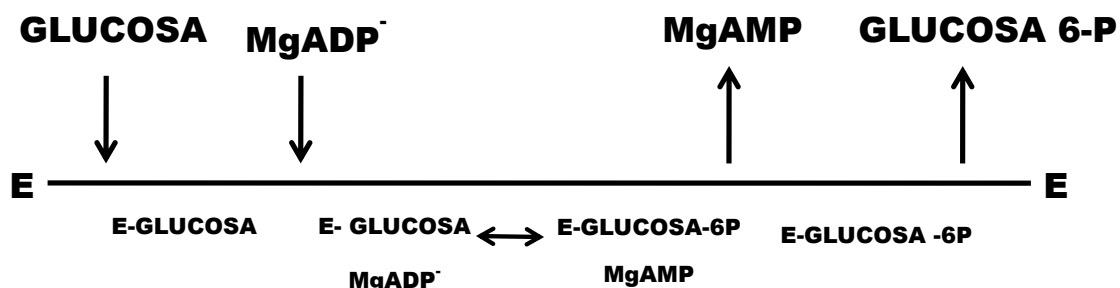 GLUCOSA MgADP⁻ MgAMP GLUCOSA 6-P
E E
E-GLUCOSA E- GLUCOSA E-GLUCOSA-6P E-GLUCOSA -6P
MgADP⁻ MgAMP